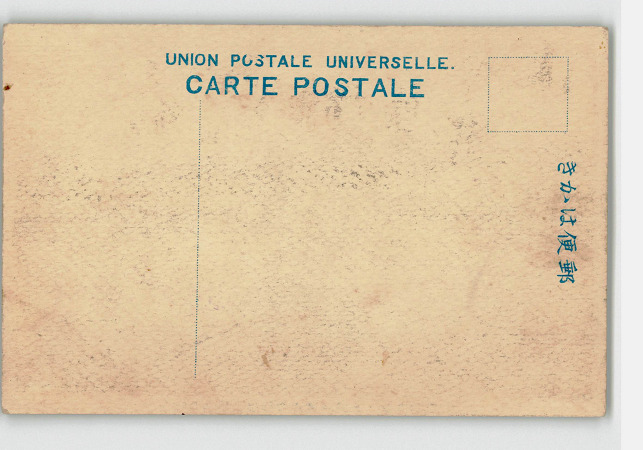 UNION POSTALE UNIVERSELLE.
CARTE POSTALE
郵便はかき